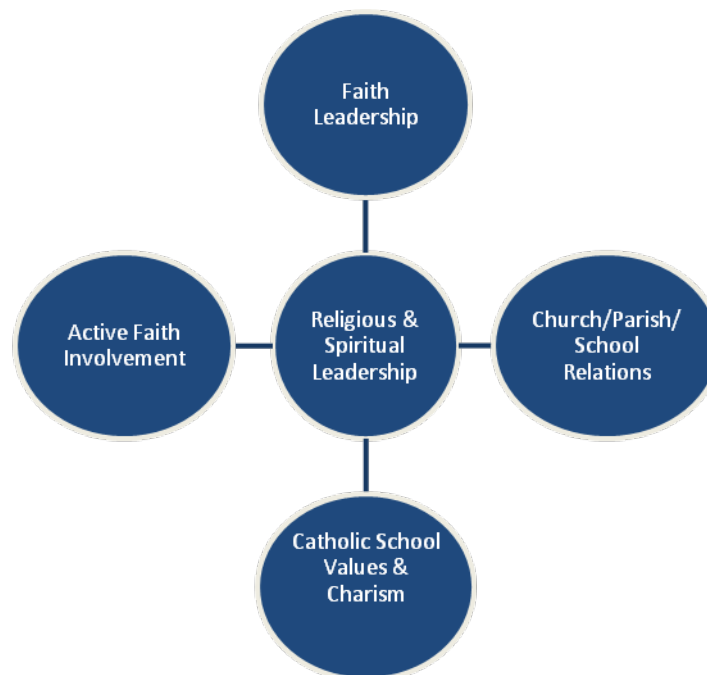 Faith
Leadership
Active Faith
Involvement
Religious &
Spiritual
Leadership
Church/Parish/
School
Relations
Catholic School
Values &
Charism